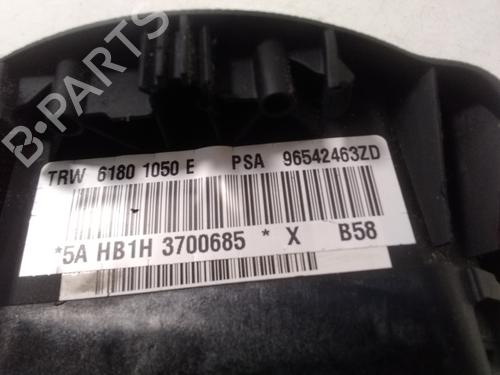 B-PARTS
TRW 6180 1050 E PSA 96542463ZD
*5A HB1H 3700685 * X B58